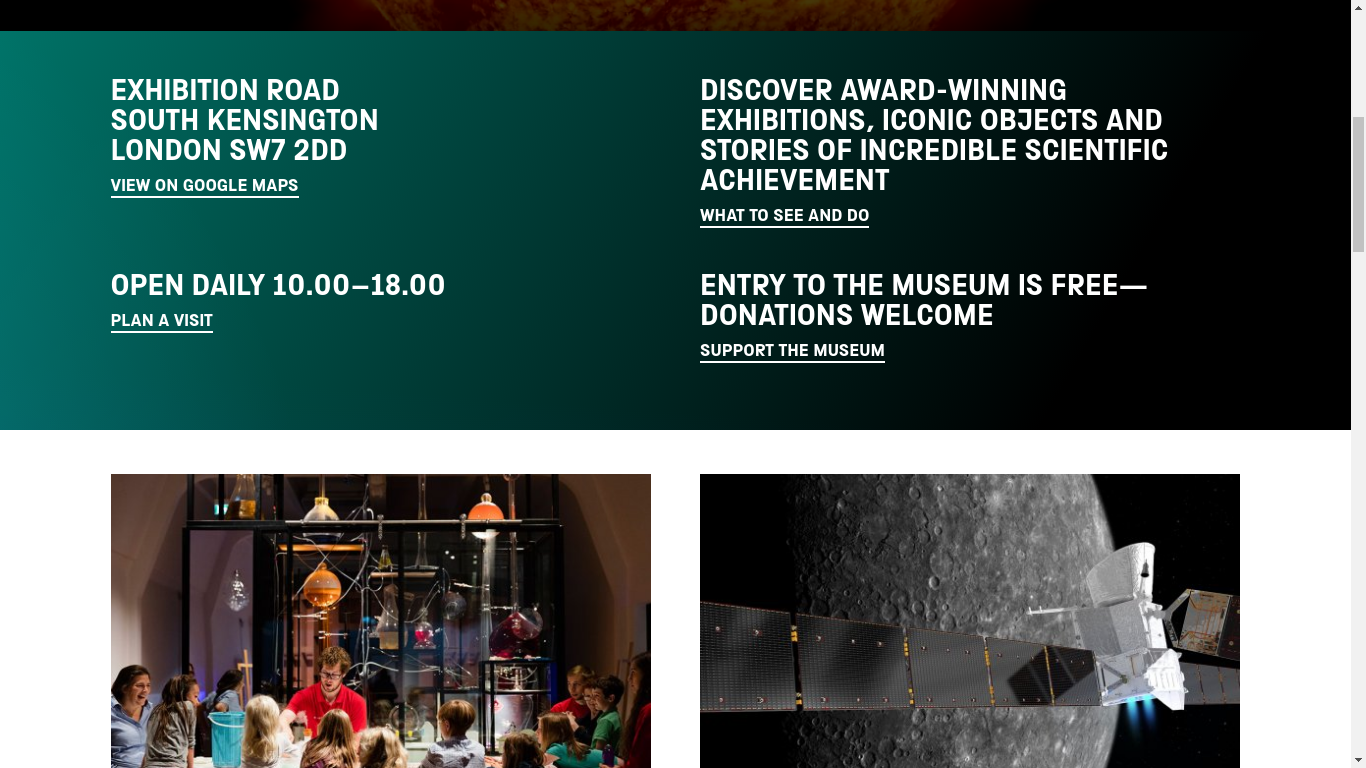 EXHIBITION ROAD
SOUTH KENSINGTON
LONDON SW7 2DD
VIEW ON GOOGLE MAPS
DISCOVER AWARD-WINNING
EXHIBITIONS, ICONIC OBJECTS AND
STORIES OF INCREDIBLE SCIENTIFIC
ACHIEVEMENT
WHAT TO SEE AND DO
OPEN DAILY 10.00–18.00
PLAN A VISIT
ENTRY TO THE MUSEUM IS FREE—
DONATIONS WELCOME
SUPPORT THE MUSEUM